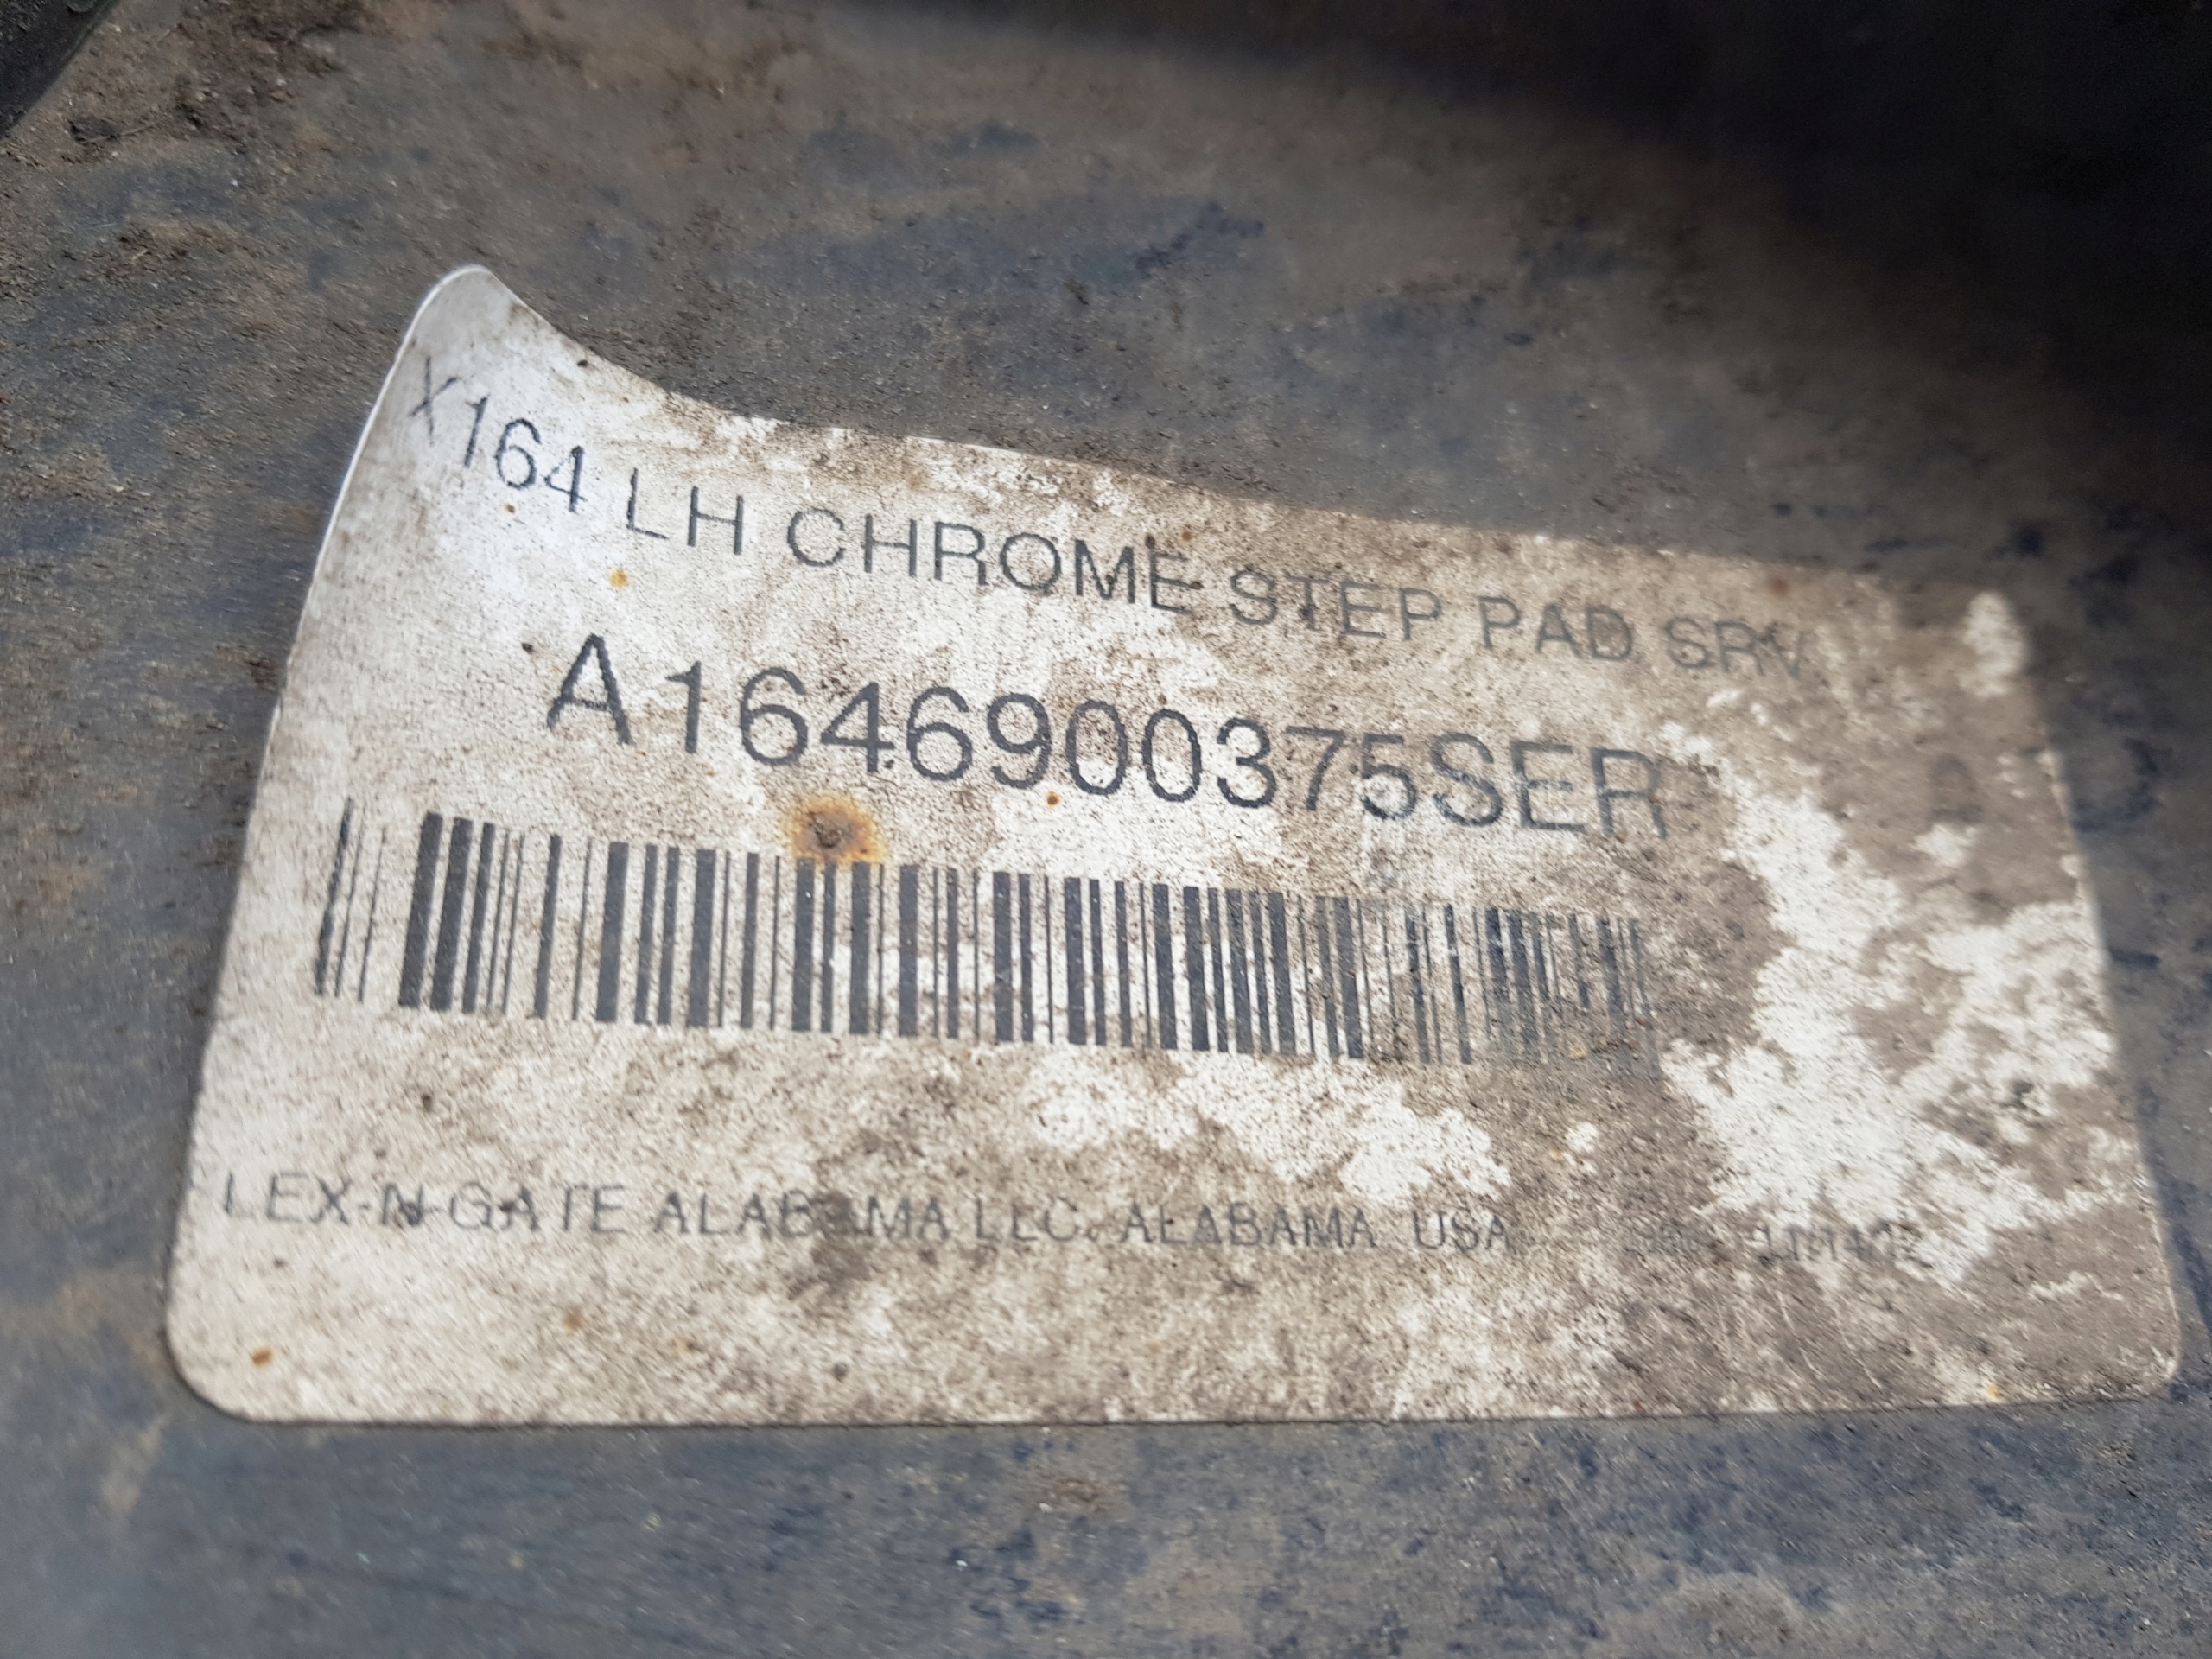 X164 LH CHROME STEP PAD SRV
A1646900375SER
LEX-N-GATE ALABAMA LLC. ALABAMA USA